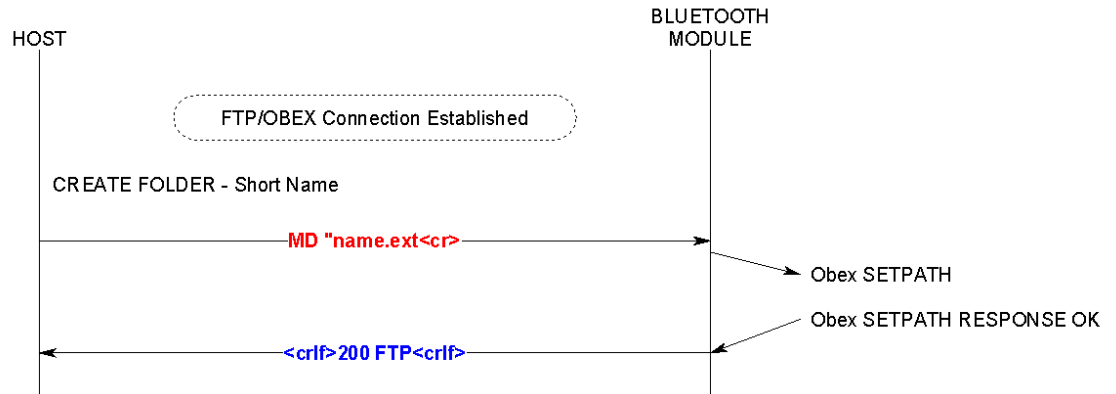 BLUETOOTH
HOST
MODULE
FTP/OBEX Connection Established
CREATE FOLDER - Short Name
MD "name.ext<cr>
Obex SETPATH
Obex SETPATH RESPONSE OK
<crlf>200 FTP<crlf>